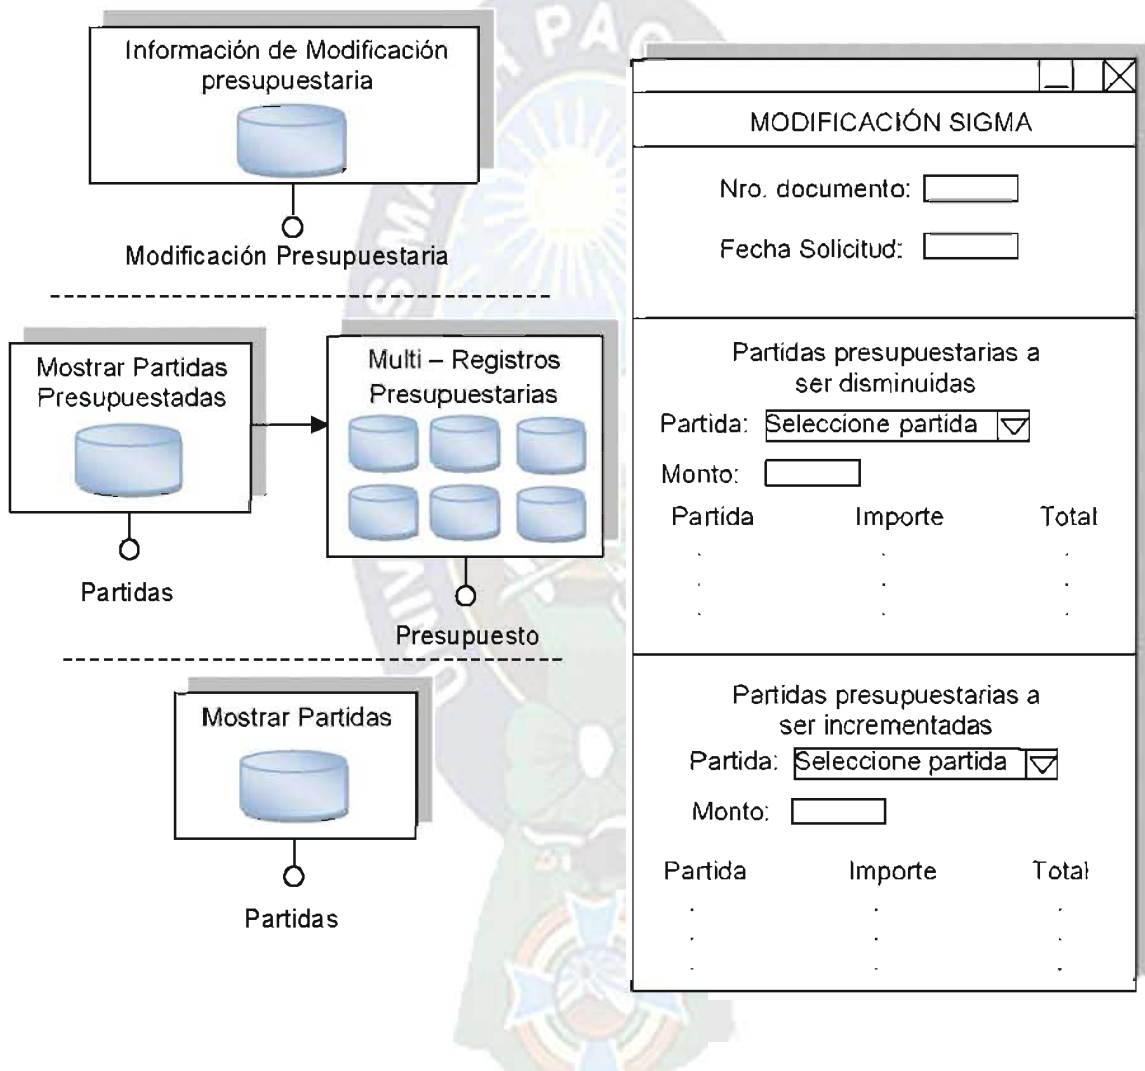 Información de Modificación
presupuestaria
Modificación Presupuestaria
Mostrar Partidas
Presupuestadas
Partidas
Multi – Registros
Presupuestarias
Presupuesto
Mostrar Partidas
Partidas
MODIFICACIÓN SIGMA
Nro. documento:
Fecha Solicitud:
Partidas presupuestarias a
ser disminuidas
Partida: Seleccione partida
Monto:
Partida Importe Total
Partidas presupuestarias a
ser incrementadas
Partida: Seleccione partida
Monto:
Partida Importe Total